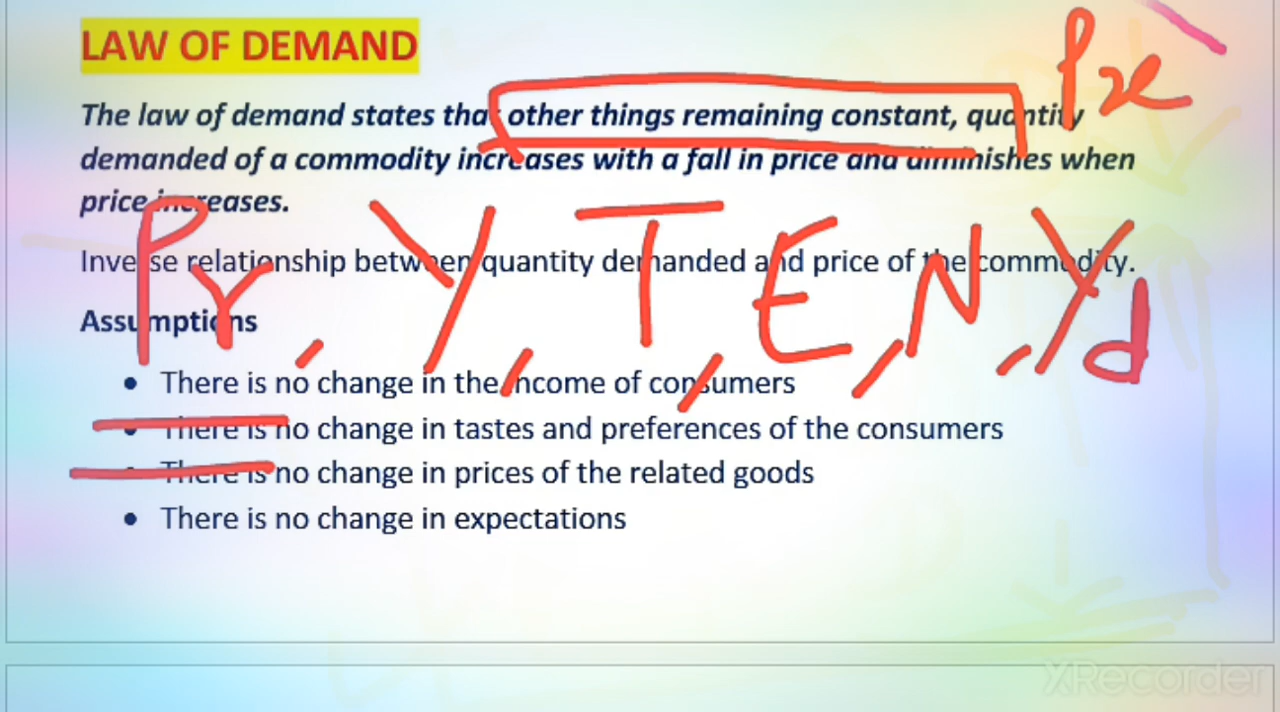 LAW OF DEMAND
Px
The law of demand states that other things remaining constant, quantity
demanded of a commodity increases with a fall in price and diminishes when
price increases.
Pr, Y, T, E, N, Yd
Inverse relationship between quantity demanded and price of the commodity.
Assumptions
• There is no change in the income of consumers
• There is no change in tastes and preferences of the consumers
• There is no change in prices of the related goods
• There is no change in expectations
XRecorder